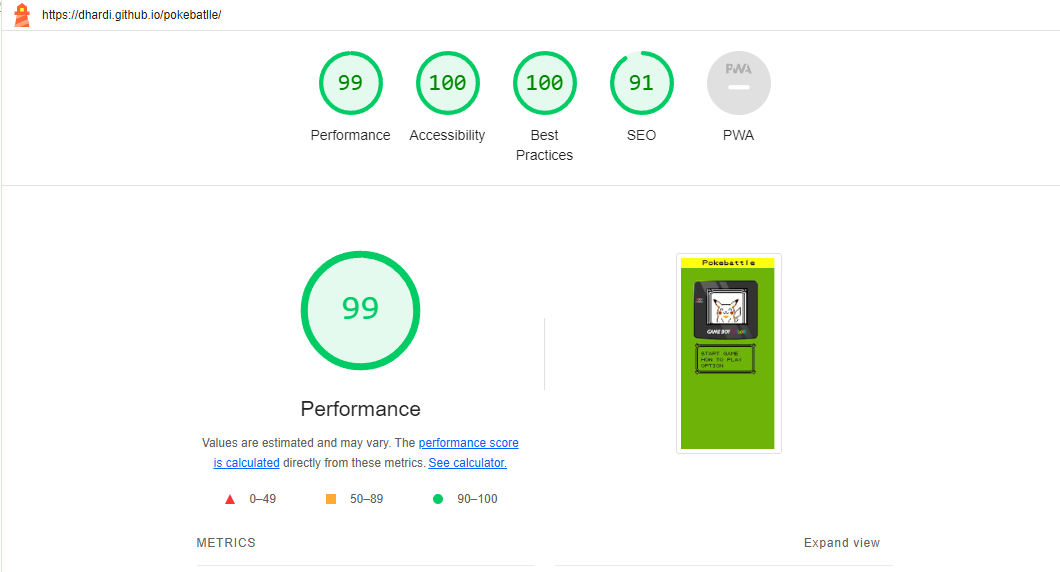 https://dhardi.github.io/pokebatlle/
99
100
100
91
PWA
Performance
Accessibility
Best
Practices
SEO
PWA
99
Performance
Values are estimated and may vary. The performance score
is calculated directly from these metrics. See calculator.
0–49
50–89
90–100
Pokebattle
GAME BOY
START GAME
HOW TO PLAY
OPTION
METRICS
Expand view